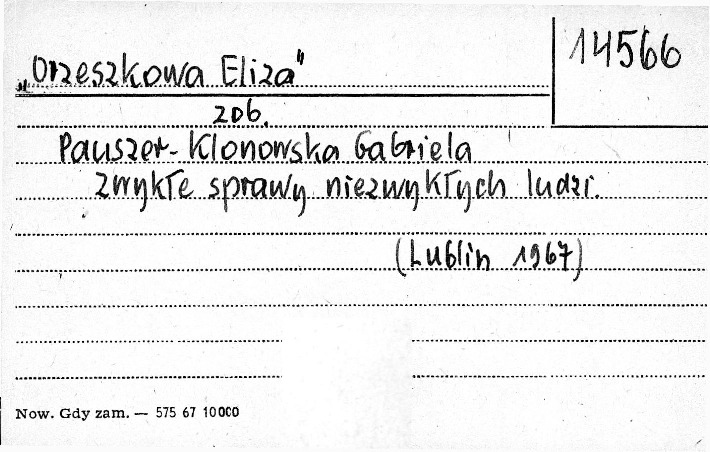 14566
„Orzeszkowa Eliza"
zob.
Pauszer-Klonowska Gabriela
Zwykłe sprawy niezwykłych ludzi.
(Lublin 1967)
Now. Gdy zam. — 575 67 10000